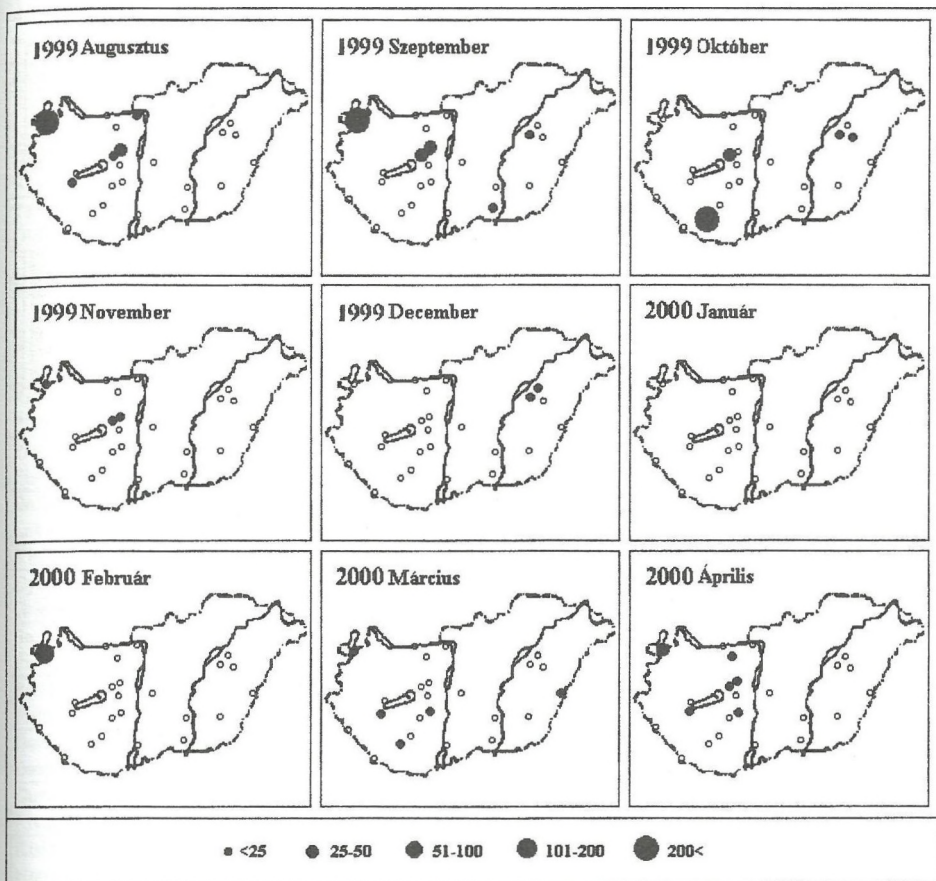 1999 Augusztus
1999 Szeptember
1999 Október
1999 November
1999 December
2000 Január
2000 Február
2000 Március
2000 Április
<25
25-50
51-100
101-200
200<